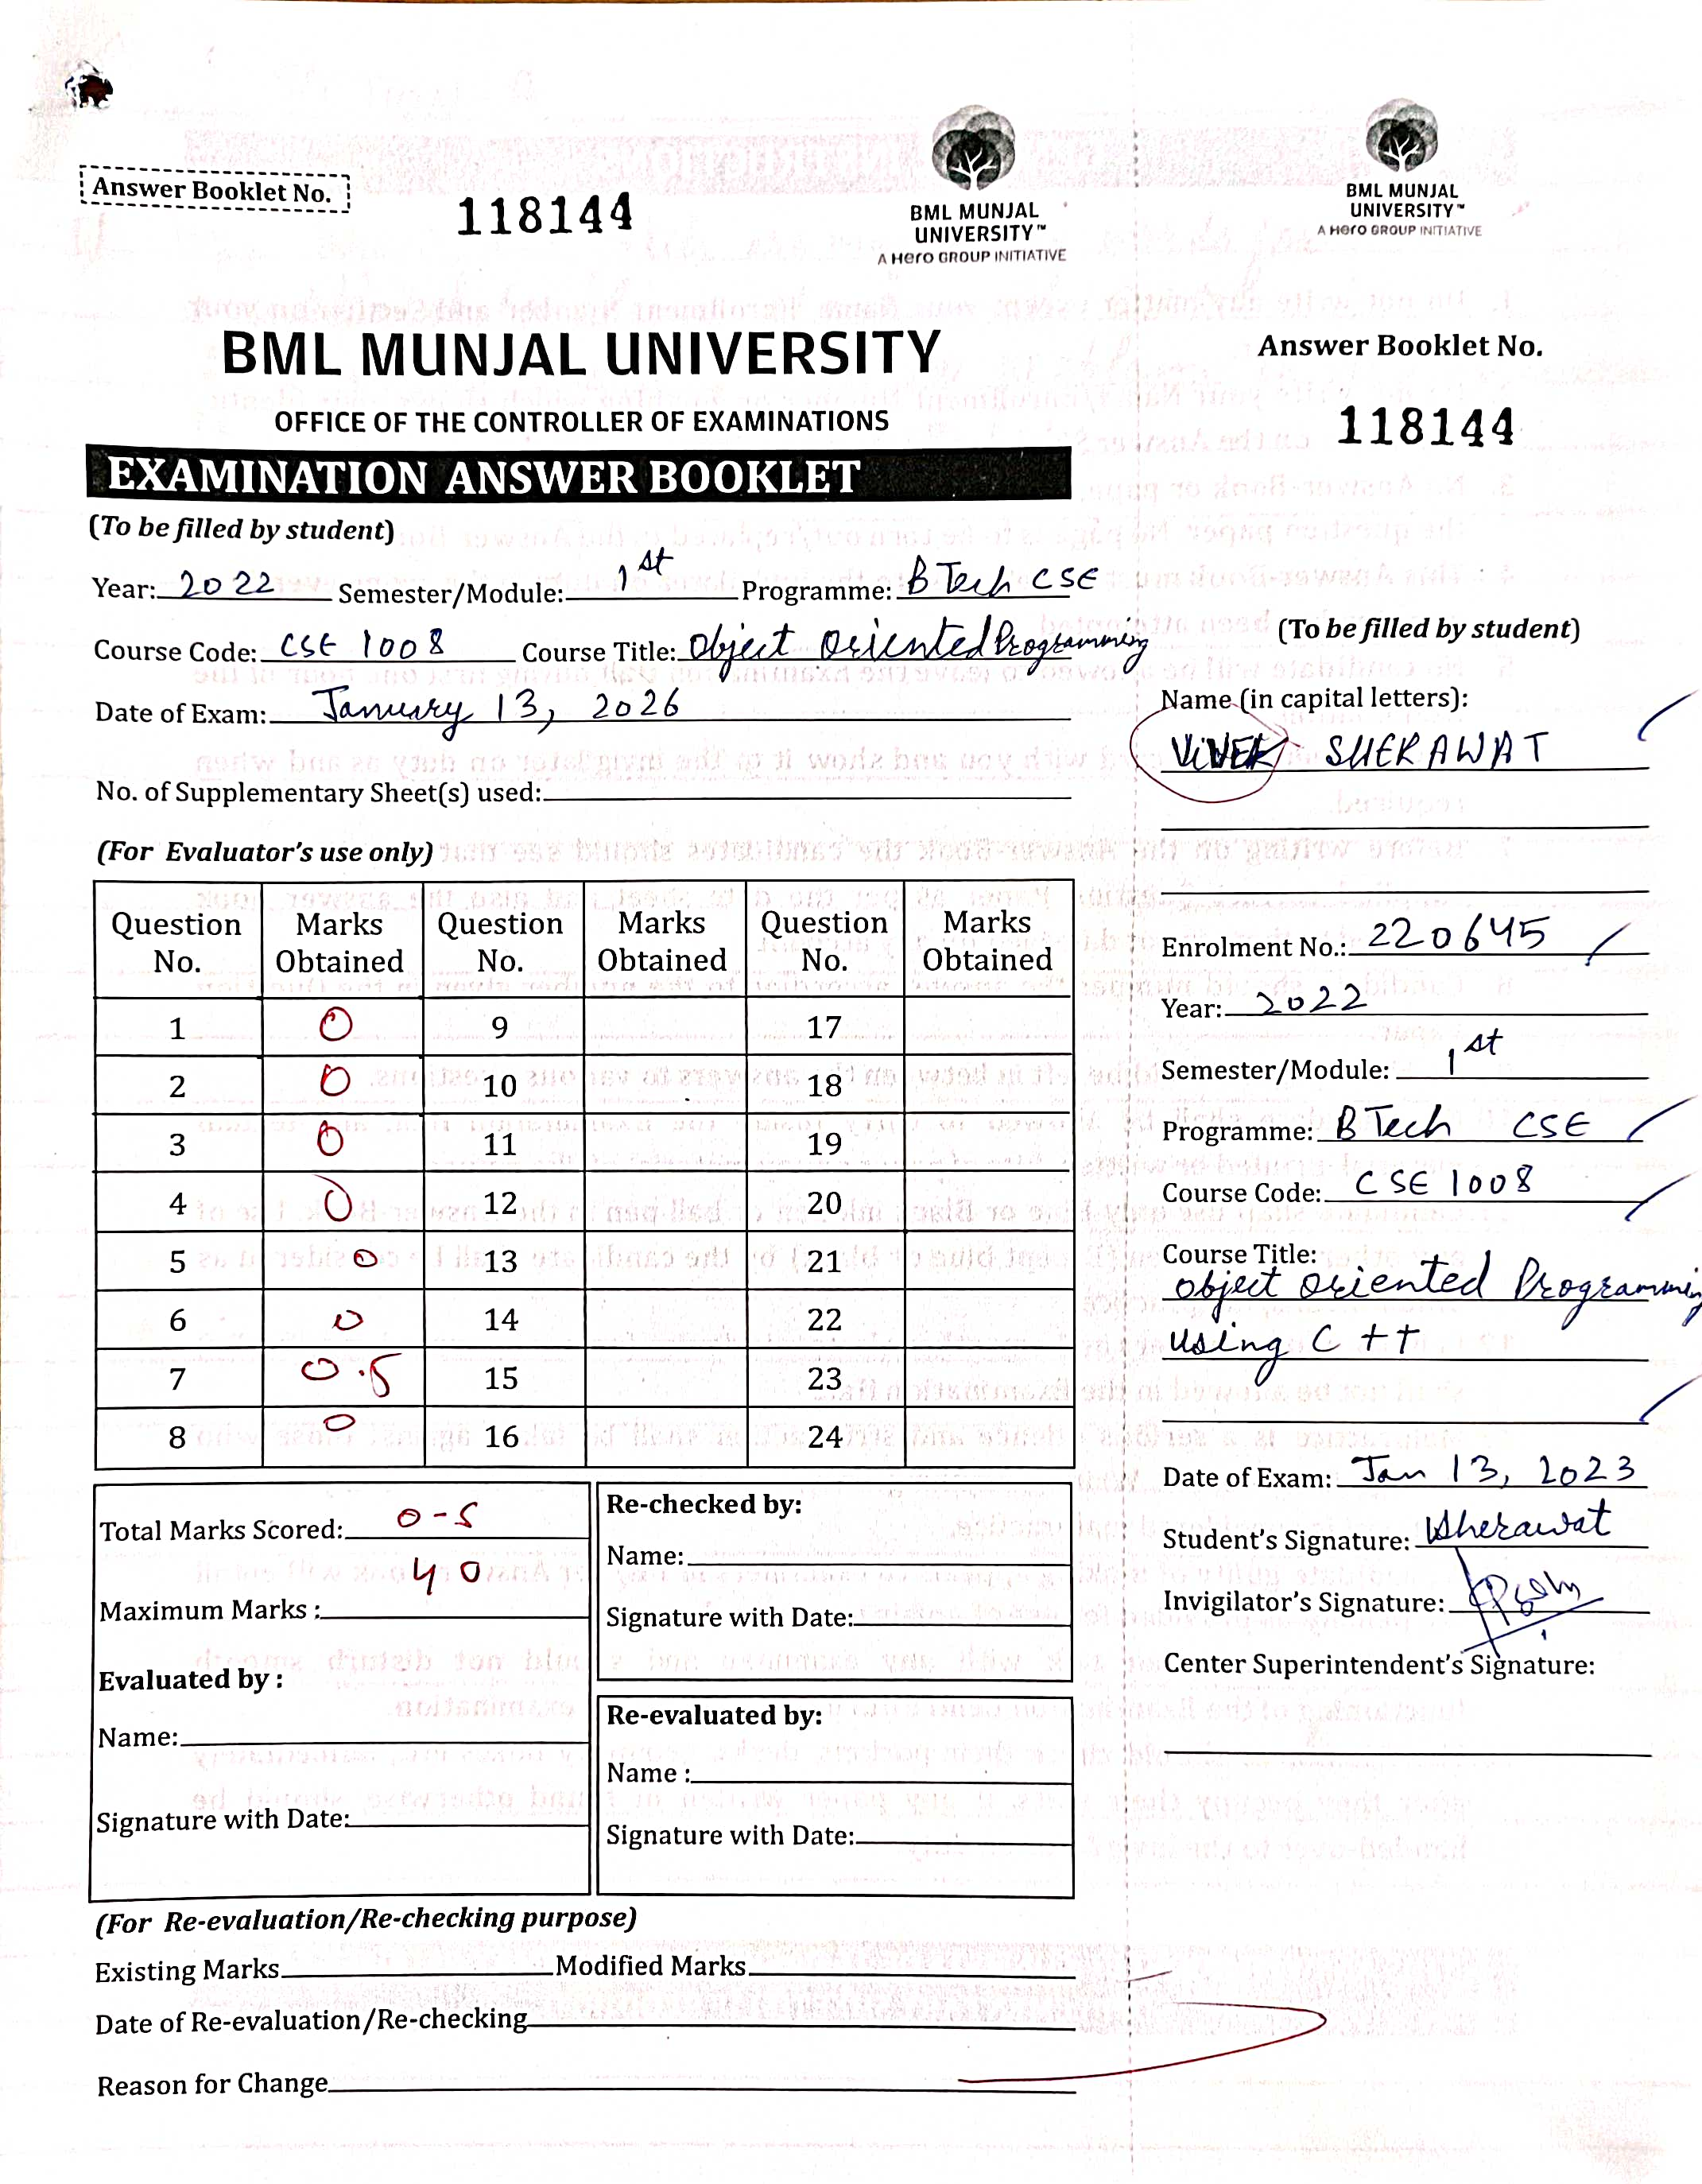 Answer Booklet No.
118144
BML MUNJAL
UNIVERSITY™
A Hero GROUP INITIATIVE
BML MUNJAL UNIVERSITY
OFFICE OF THE CONTROLLER OF EXAMINATIONS
EXAMINATION ANSWER BOOKLET
(To be filled by student)
Year: 2022 Semester/Module: 1st Programme: B Tech CSE
Course Code: CSE 1008 Course Title: Object Oriented Programming
Date of Exam: January 13, 2026
No. of Supplementary Sheet(s) used:
(For Evaluator's use only)
Question No. Marks Obtained Question No. Marks Obtained Question No. Marks Obtained
1 0 9 17
2 0 10 18
3 0 11 19
4 0 12 20
5 0 13 21
6 0 14 22
7 0.5 15 23
8 0 16 24
Total Marks Scored: 0-5
Maximum Marks : 40
Evaluated by :
Name:
Signature with Date:
Re-checked by:
Name:
Signature with Date:
Re-evaluated by:
Name :
Signature with Date:
(For Re-evaluation/Re-checking purpose)
Existing Marks Modified Marks
Date of Re-evaluation/Re-checking
Reason for Change
BML MUNJAL
UNIVERSITY™
A Hero GROUP INITIATIVE
Answer Booklet No.
118144
(To be filled by student)
Name (in capital letters):
ViVEK SHERAWAT
Enrolment No.: 220645
Year: 2022
Semester/Module: 1st
Programme: B Tech CSE
Course Code: CSE 1008
Course Title:
object oriented Programming
using C++
Date of Exam: Jan 13, 2023
Student's Signature: Vsherawat
Invigilator's Signature:
Center Superintendent's Signature: